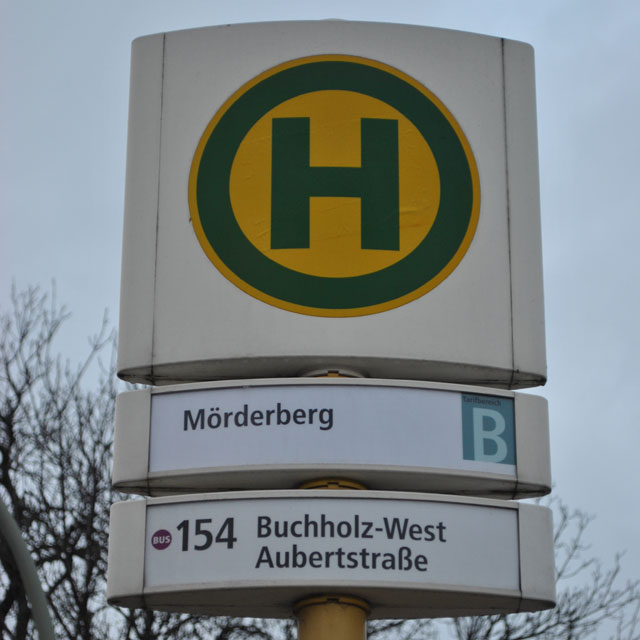 H
Mörderberg
Tarifbereich
B
BUS 154 Buchholz-West
Aubertstraße